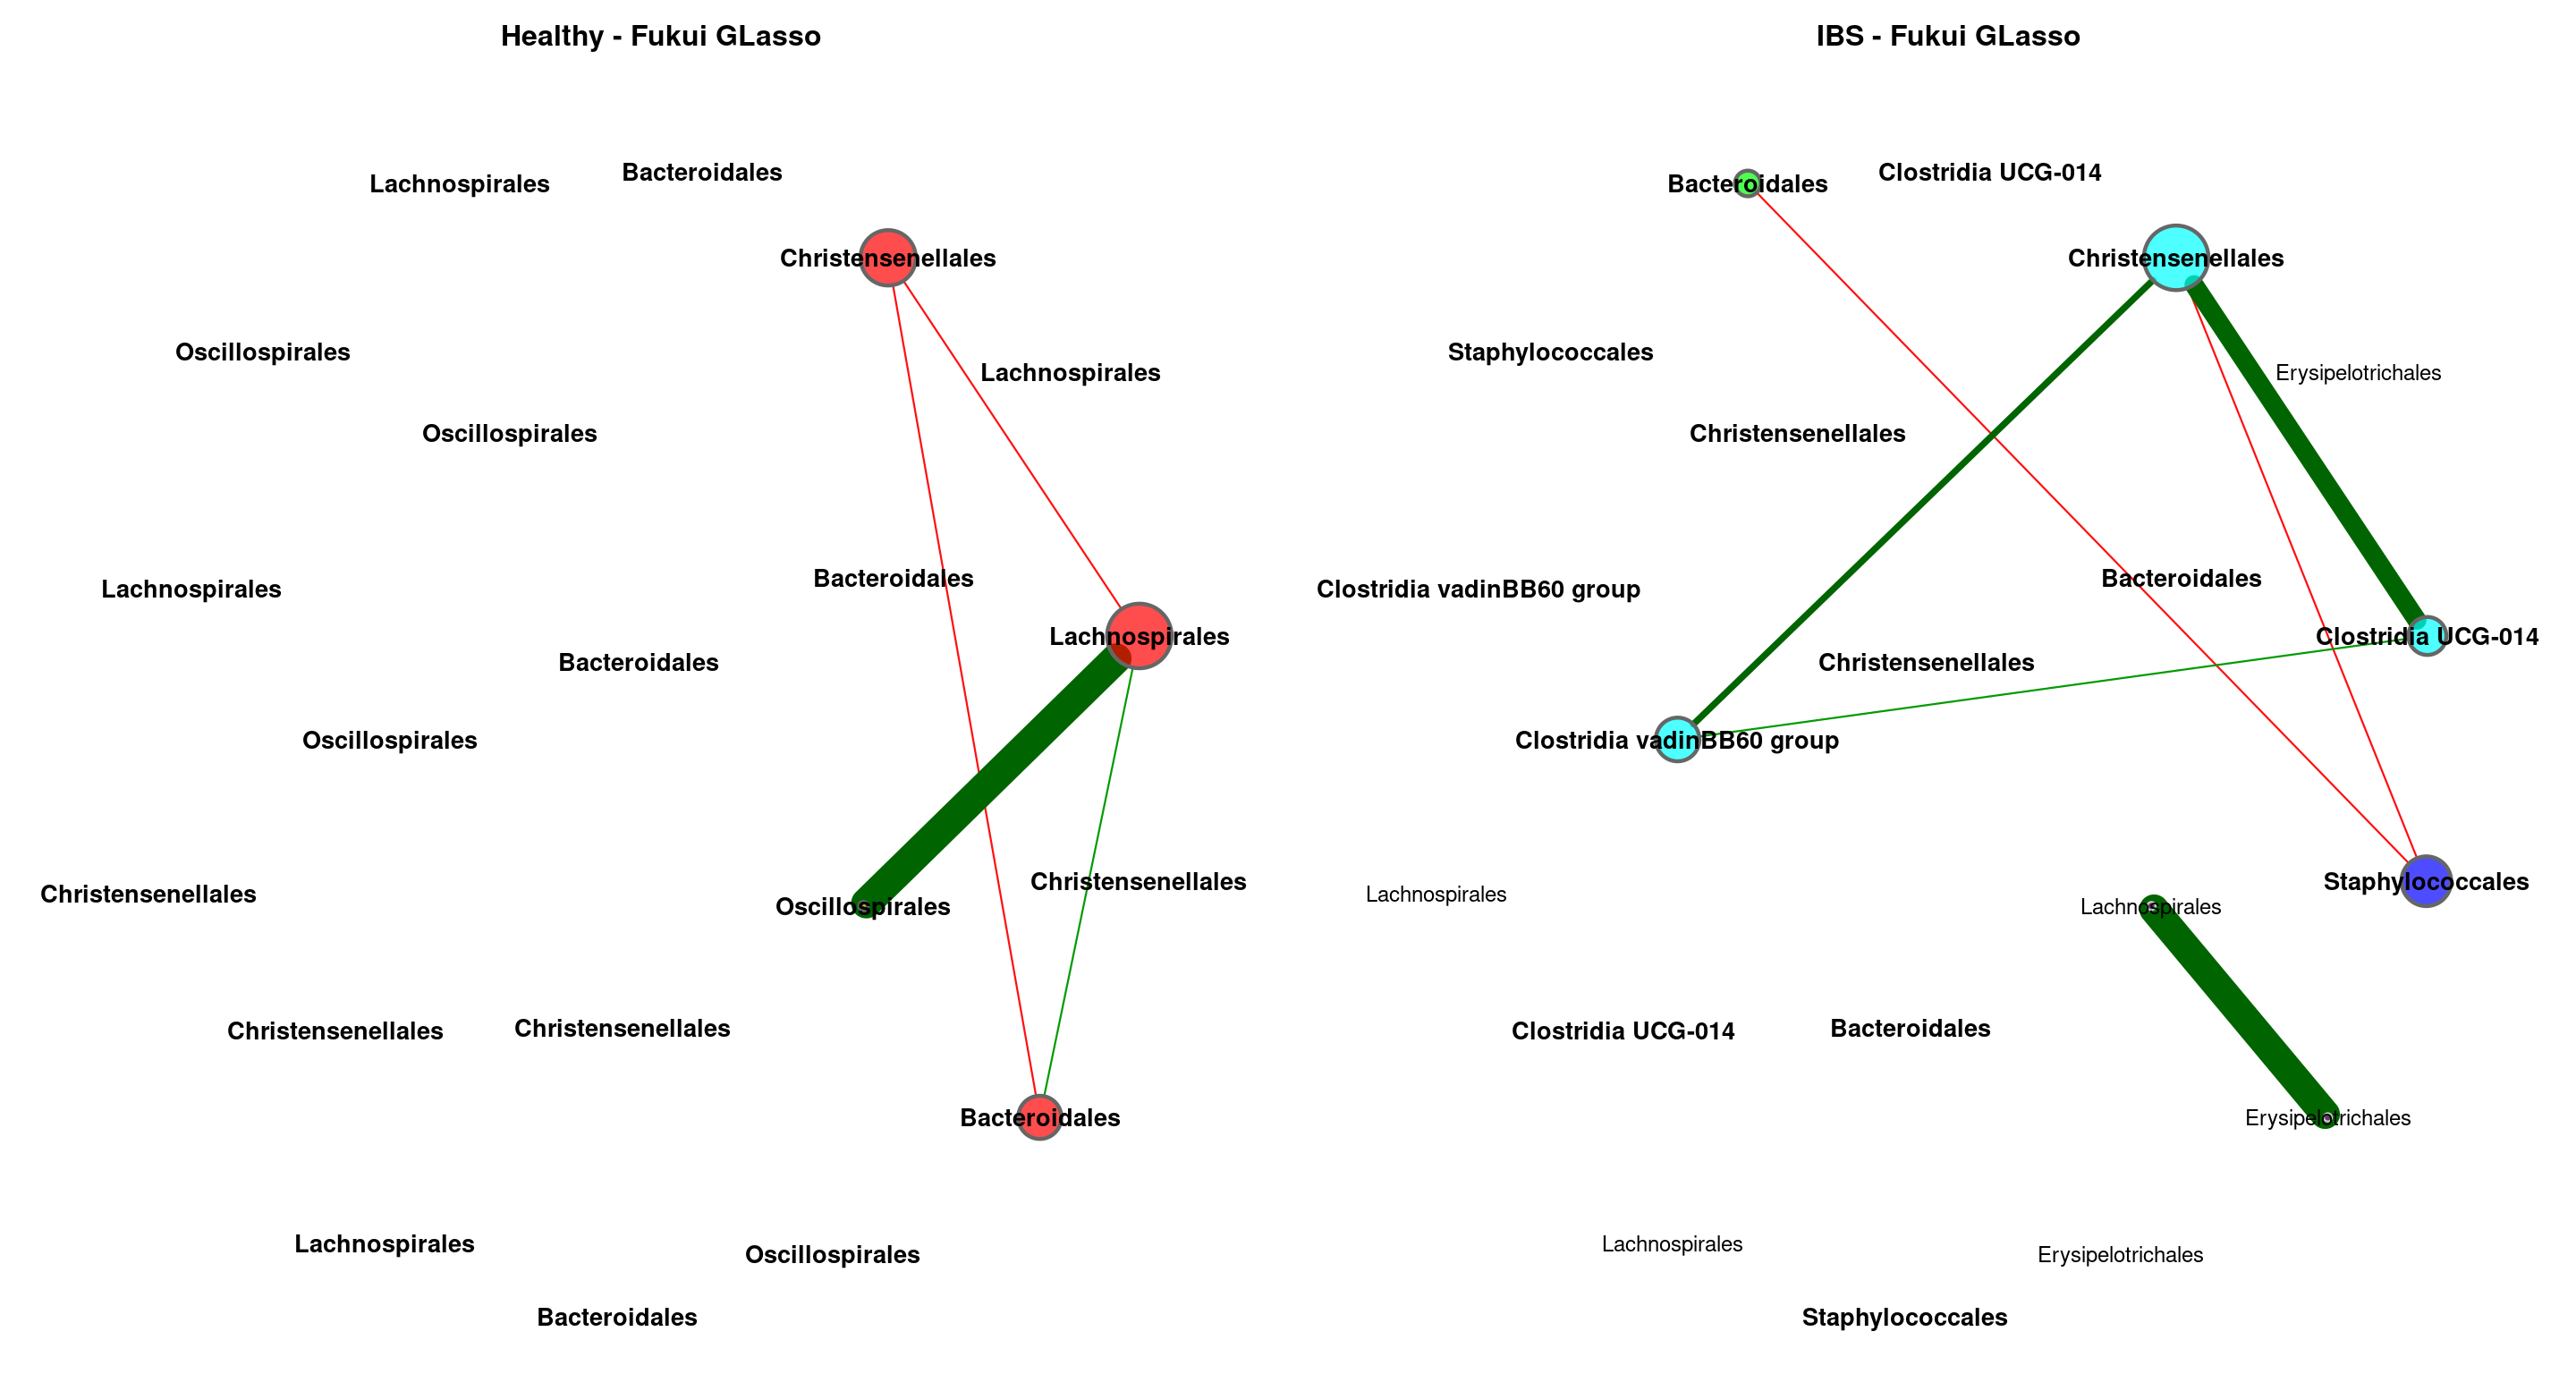 Healthy - Fukui GLasso
Bacteroidales
Lachnospirales
Christensenellales
Oscillospirales
Lachnospirales
Oscillospirales
Bacteroidales
Lachnospirales
Lachnospirales
Bacteroidales
Oscillospirales
Christensenellales
Christensenellales
Oscillospirales
Christensenellales
Christensenellales
Bacteroidales
Lachnospirales
Oscillospirales
Bacteroidales
IBS - Fukui GLasso
Clostridia UCG-014
Bacteroidales
Christensenellales
Staphylococcales
Erysipelotrichales
Christensenellales
Bacteroidales
Clostridia vadinBB60 group
Clostridia UCG-014
Christensenellales
Clostridia vadinBB60 group
Staphylococcales
Lachnospirales
Lachnospirales
Clostridia UCG-014
Bacteroidales
Erysipelotrichales
Lachnospirales
Erysipelotrichales
Staphylococcales